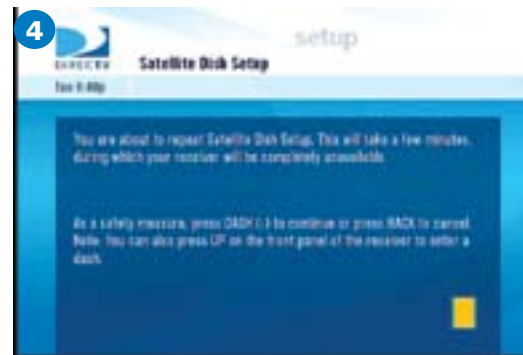 4
setup
DIRECTV
Satellite Dish Setup
You are about to repeat Satellite Dish Setup. This will take a few minutes,
during which your receiver will be completely unavailable.
As a safety measure, press DASH (-) to continue or press BACK to cancel.
Note: You can also press UP on the front panel of the receiver to enter a
dash.